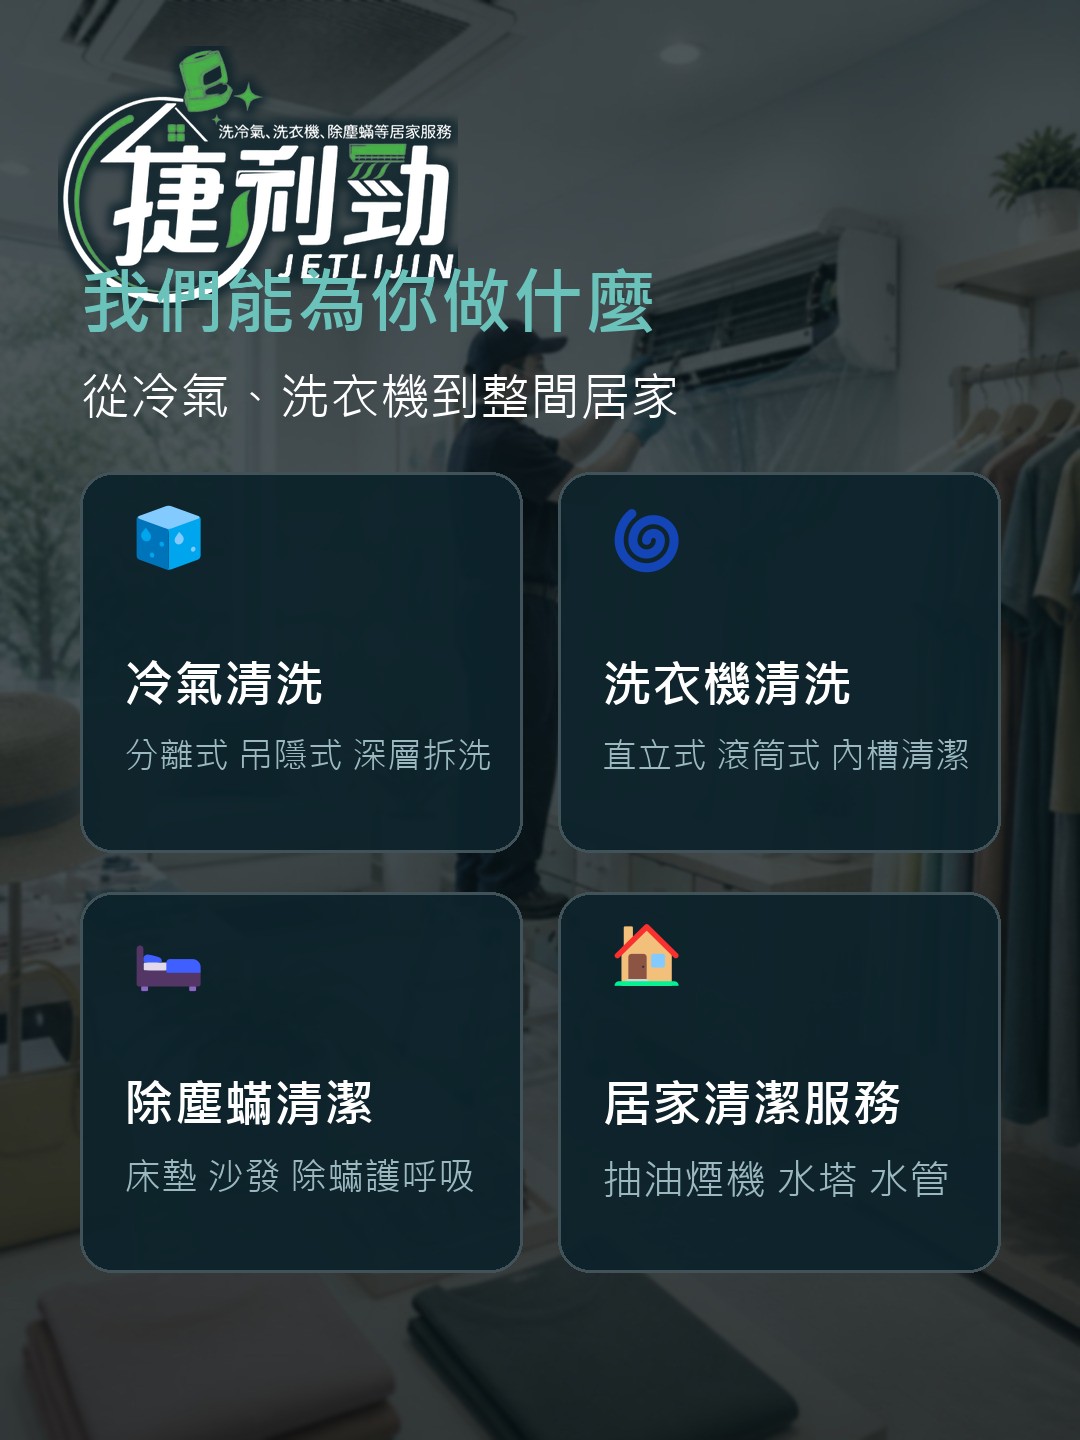 洗冷氣、洗衣機、除塵蟎等居家服務
捷利勁
JETLIJIN
我們能為你做什麼
從冷氣、洗衣機到整間居家
冷氣清洗
分離式 吊隱式 深層拆洗
洗衣機清洗
直立式 滾筒式 內槽清潔
除塵蟎清潔
床墊 沙發 除蟎護呼吸
居家清潔服務
抽油煙機 水塔 水管